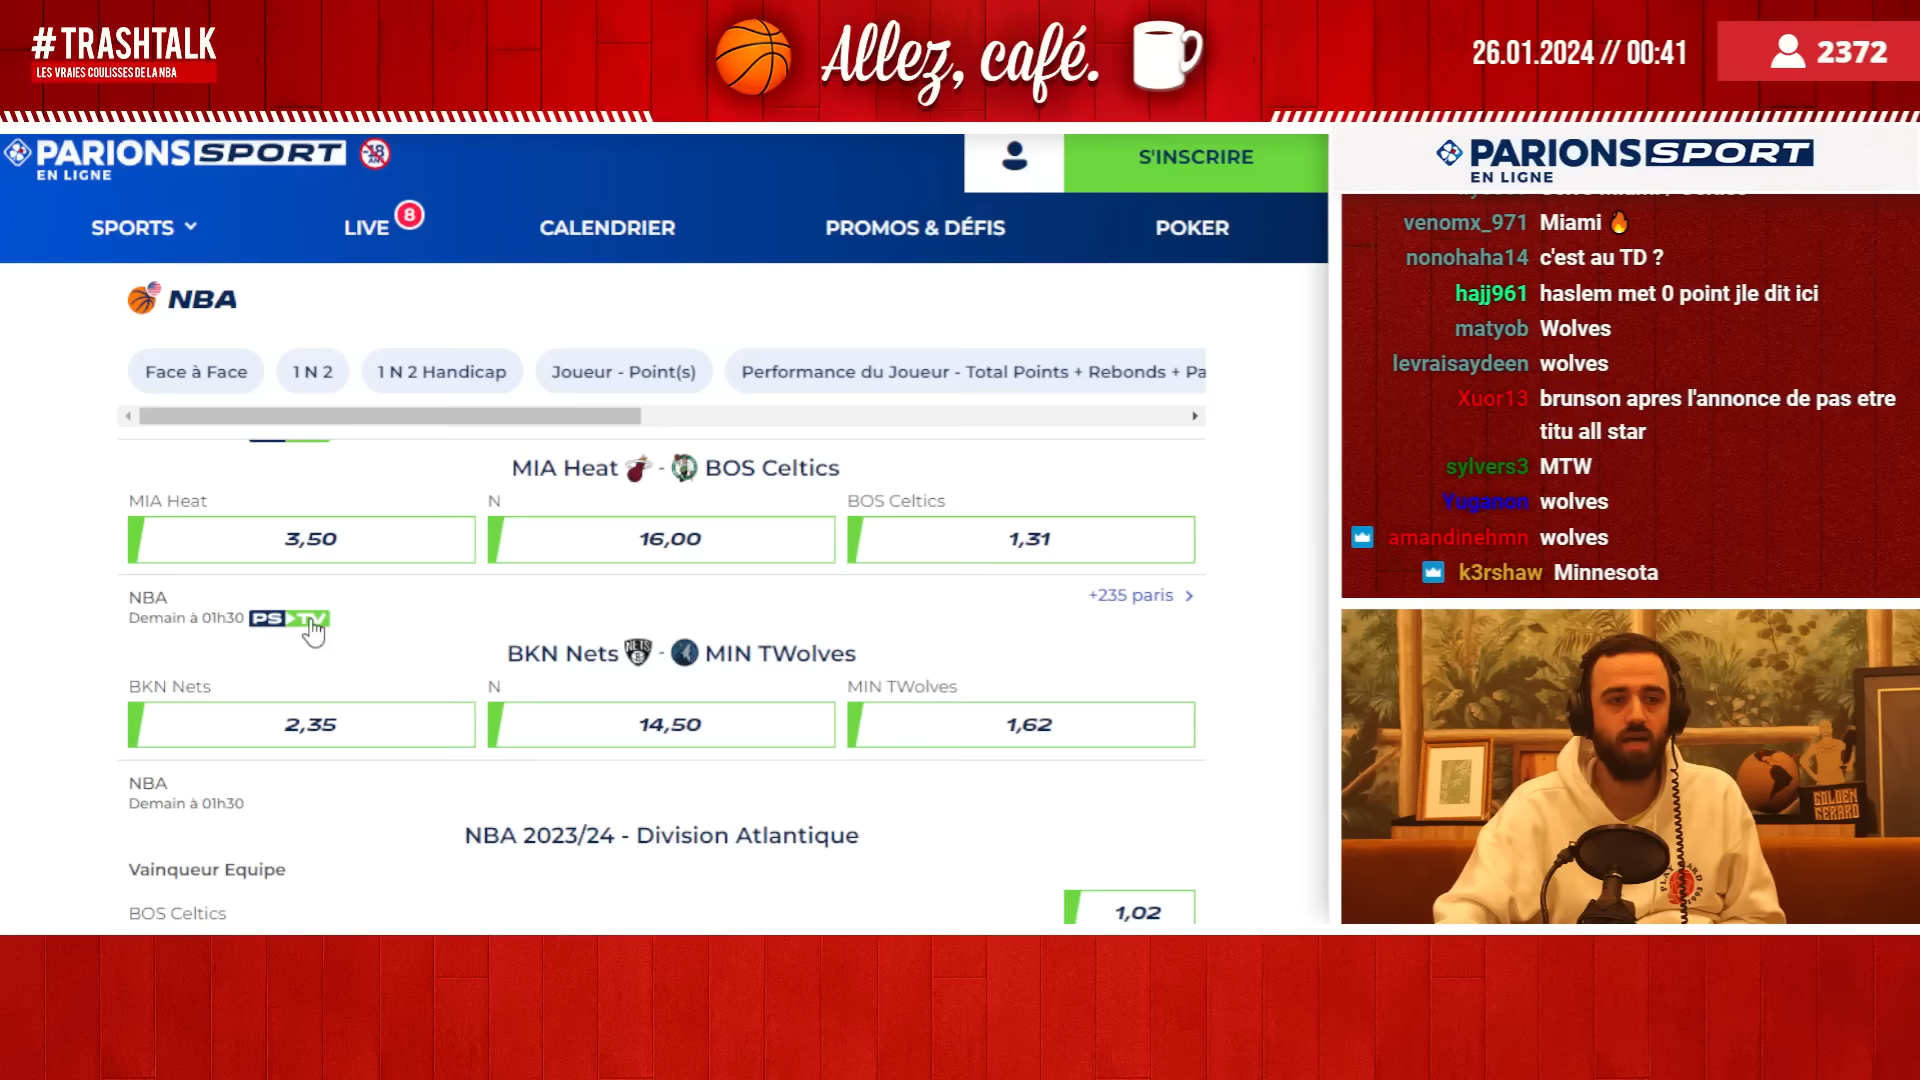 #TRASHTALK
LES VRAIES COULISSES DE LA NBA
Allez, café.
26.01.2024 // 00:41
2372
PARIONS SPORT
EN LIGNE
-18
ANS
S'INSCRIRE
SPORTS
LIVE 8
CALENDRIER
PROMOS & DÉFIS
POKER
NBA
Face à Face
1 N 2
1 N 2 Handicap
Joueur - Point(s)
Performance du Joueur - Total Points + Rebonds + Pa
MIA Heat - BOS Celtics
MIA Heat
N
BOS Celtics
3,50
16,00
1,31
NBA
+235 paris
Demain à 01h30 PS TV
BKN Nets - MIN TWolves
BKN Nets
N
MIN TWolves
2,35
14,50
1,62
NBA
Demain à 01h30
NBA 2023/24 - Division Atlantique
Vainqueur Equipe
BOS Celtics
1,02
PARIONS SPORT
EN LIGNE
venomx_971 Miami
nonohaha14 c'est au TD ?
hajj961 haslem met 0 point jle dit ici
matyob Wolves
levraisaydeen wolves
Xuor13 brunson apres l'annonce de pas etre
titu all star
sylvers3 MTW
Yuganon wolves
amandinehmn wolves
k3rshaw Minnesota
GOLDEN
GERARD